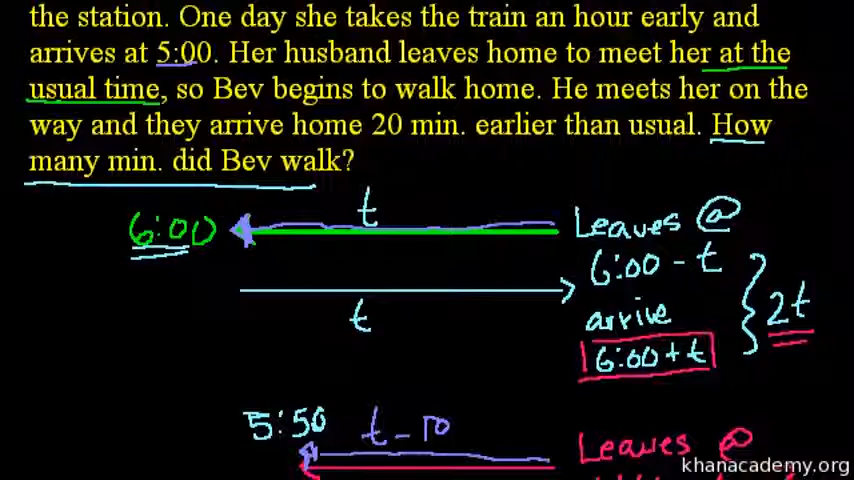 the station. One day she takes the train an hour early and
arrives at 5:00. Her husband leaves home to meet her at the
usual time, so Bev begins to walk home. He meets her on the
way and they arrive home 20 min. earlier than usual. How
many min. did Bev walk?
t
6:00
Leaves @
6:00 - t
t
arrive
2t
6:00 + t
5:50
t - 10
Leaves @
khanacademy.org